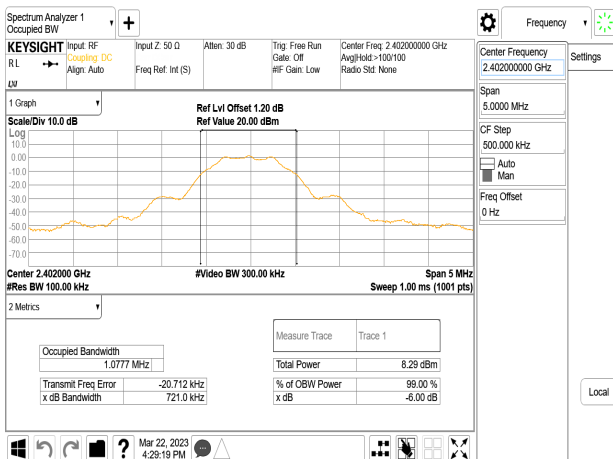 Spectrum Analyzer 1
Occupied BW
Frequency
KEYSIGHT
RL
Input: RF
Coupling: DC
Align: Auto
Input Z: 50 Ω
Freq Ref: Int (S)
Atten: 30 dB
Trig: Free Run
Gate: Off
#IF Gain: Low
Center Freq: 2.402000000 GHz
Avg|Hold:>100/100
Radio Std: None
LXI
Center Frequency
2.402000000 GHz
Settings
Span
5.0000 MHz
CF Step
500.000 kHz
Auto
Man
Freq Offset
0 Hz
1 Graph
Scale/Div 10.0 dB
Ref Lvl Offset 1.20 dB
Ref Value 20.00 dBm
Log
10.0
0.00
-10.0
-20.0
-30.0
-40.0
-50.0
-60.0
-70.0
Center 2.402000 GHz
#Video BW 300.00 kHz
Span 5 MHz
#Res BW 100.00 kHz
Sweep 1.00 ms (1001 pts)
2 Metrics
Measure Trace
Trace 1
Occupied Bandwidth
1.0777 MHz
Total Power
8.29 dBm
Transmit Freq Error
-20.712 kHz
% of OBW Power
99.00 %
x dB Bandwidth
721.0 kHz
x dB
-6.00 dB
Local
Mar 22, 2023
4:29:19 PM